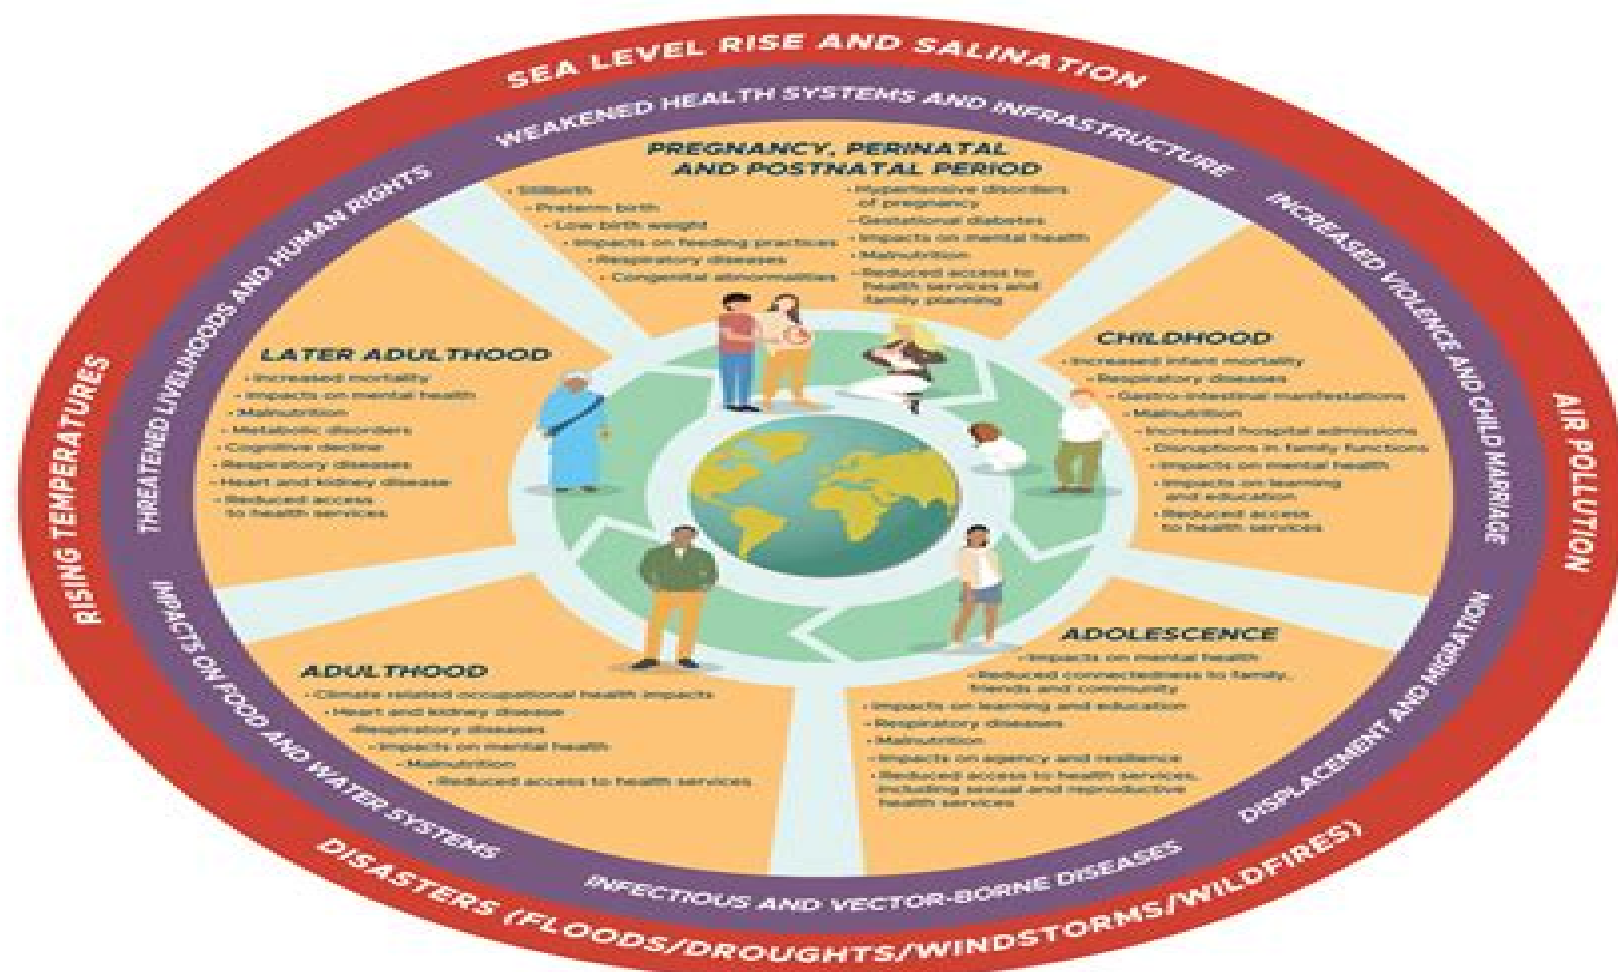 SEA LEVEL RISE AND SALINATION
AIR POLLUTION
DISASTERS (FLOODS/DROUGHTS/WINDSTORMS/WILDFIRES)
RISING TEMPERATURES
WEAKENED HEALTH SYSTEMS AND INFRASTRUCTURE
INCREASED VIOLENCE AND CHILD MARRIAGE
DISPLACEMENT AND MIGRATION
INFECTIOUS AND VECTOR-BORNE DISEASES
IMPACTS ON FOOD AND WATER SYSTEMS
THREATENED LIVELIHOODS AND HUMAN RIGHTS
PREGNANCY, PERINATAL
AND POSTNATAL PERIOD
• Stillbirth
• Preterm birth
• Low birth weight
• Impacts on feeding practices
• Respiratory diseases
• Congenital abnormalities
• Hypertensive disorders
of pregnancy
• Gestational diabetes
• Impacts on mental health
• Malnutrition
• Reduced access to
health services and
family planning
CHILDHOOD
• Increased infant mortality
• Respiratory diseases
• Gastro-intestinal manifestations
• Malnutrition
• Increased hospital admissions
• Disruptions in family functions
• Impacts on mental health
• Impacts on learning
and education
• Reduced access
to health services
ADOLESCENCE
• Impacts on mental health
• Reduced connectedness to family,
friends and community
• Impacts on learning and education
• Respiratory diseases
• Malnutrition
• Impacts on agency and resilience
• Reduced access to health services,
including sexual and reproductive
health services
ADULTHOOD
• Climate related occupational health impacts
• Heart and kidney disease
•Respiratory diseases
• Impacts on mental health
• Malnutrition
• Reduced access to health services
LATER ADULTHOOD
• Increased mortality
• Impacts on mental health
• Malnutrition
• Metabolic disorders
• Cognitive decline
• Respiratory diseases
• Heart and kidney disease
• Reduced access
to health services